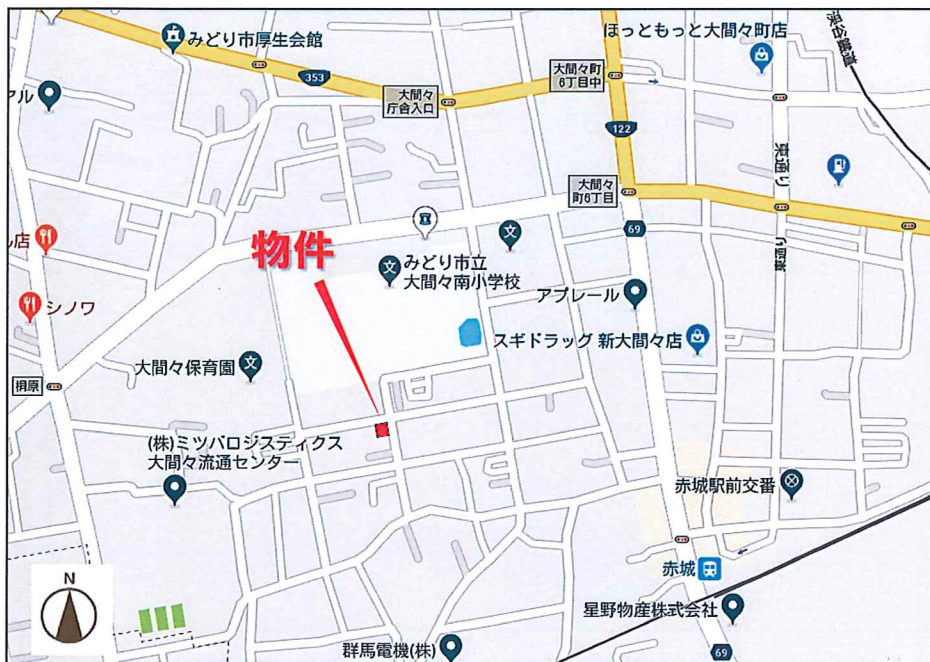 みどり市厚生会館
353
アル
大間々
庁舎入口
大間々町
6丁目中
ほっともっと大間々町店
122
東通り
大間々
町6丁目
69
店
シノワ
物件
みどり市立
大間々南小学校
アプレール
スギドラッグ 新大間々店
大間々保育園
桐原
(株)ミツバロジスティクス
大間々流通センター
赤城駅前交番
赤城
星野物産株式会社
群馬電機(株)
69
N